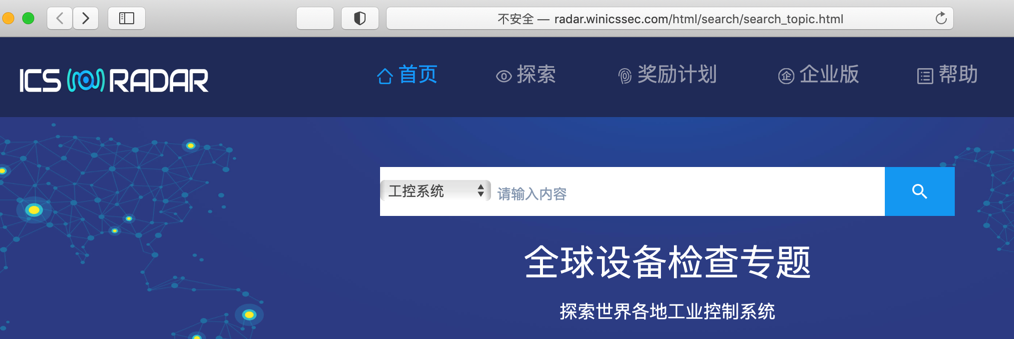 不安全 — radar.winicssec.com/html/search/search_topic.html
ICS RADAR
首页 探索 奖励计划 企业版 帮助
工控系统 请输入内容
全球设备检查专题
探索世界各地工业控制系统